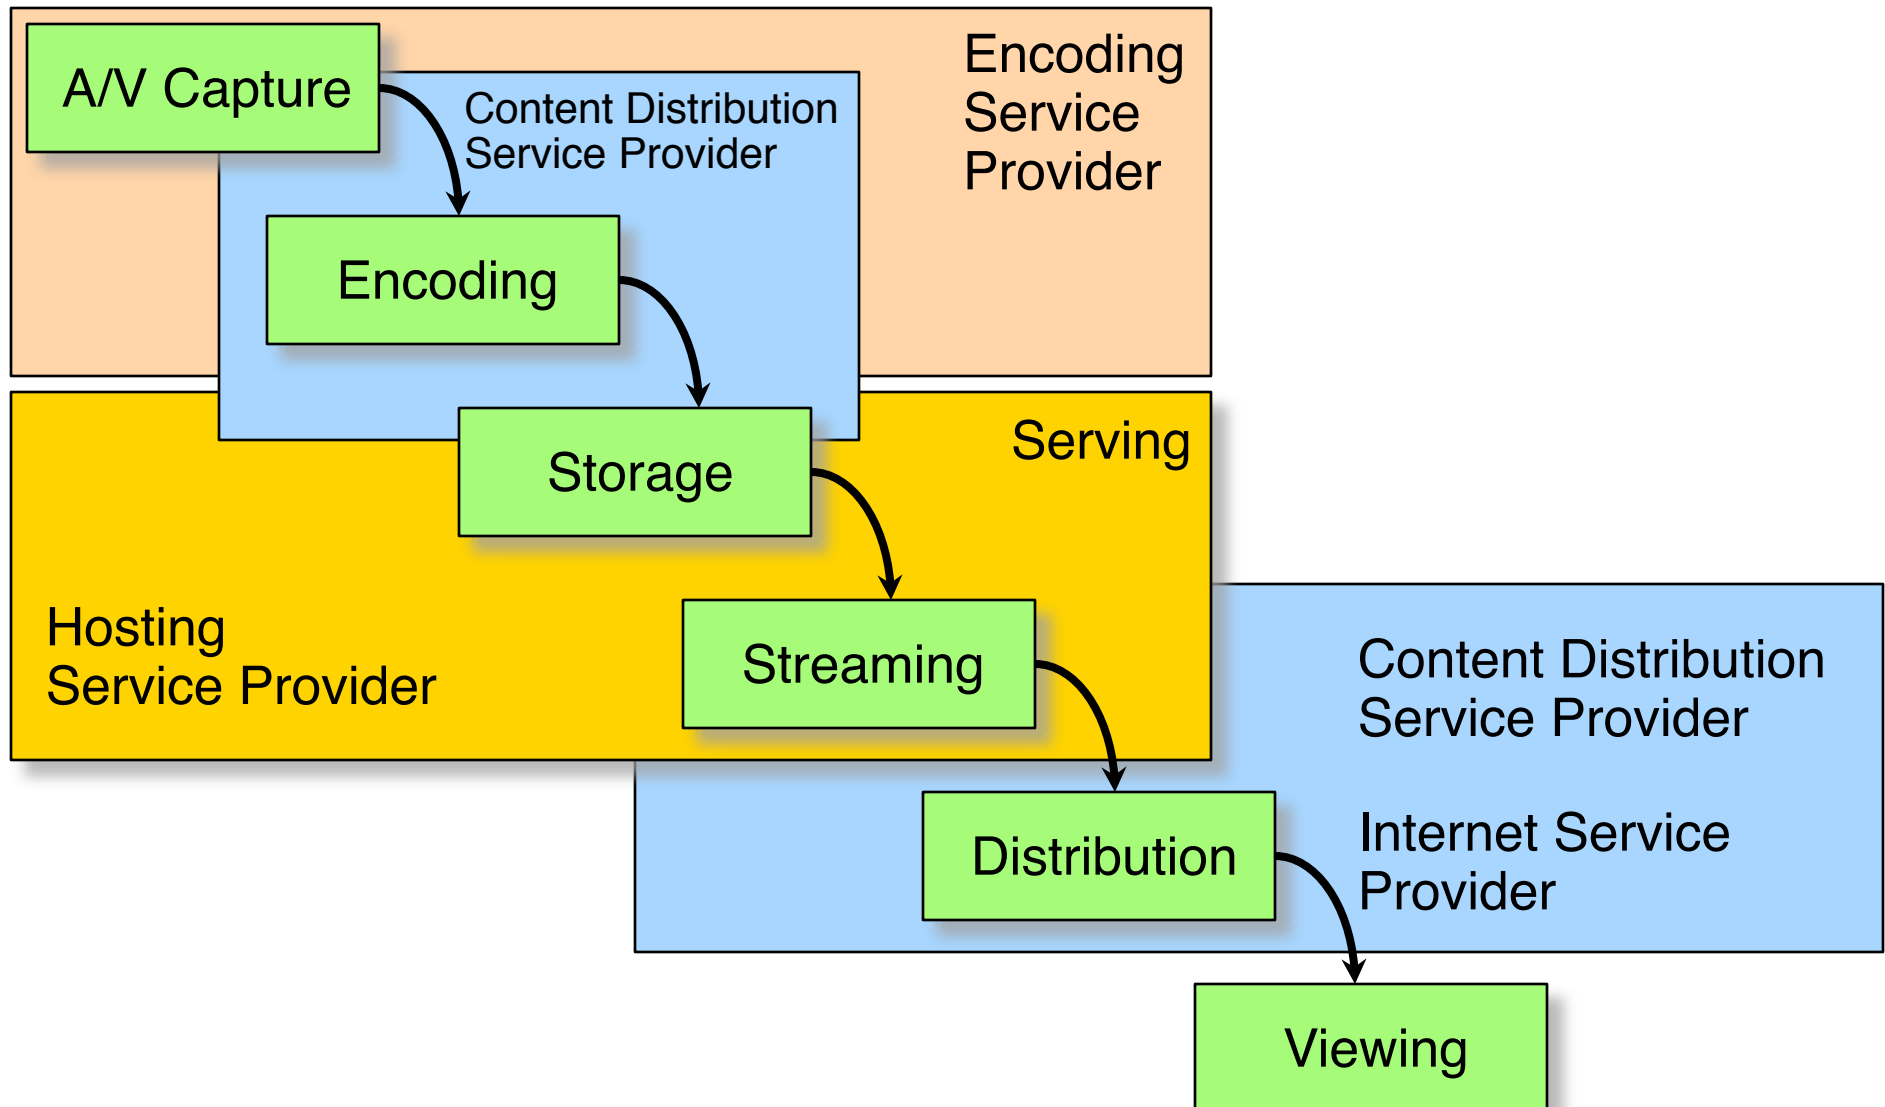 A/V Capture
Content Distribution
Service Provider
Encoding
Service
Provider
Encoding
Storage
Serving
Hosting
Service Provider
Streaming
Content Distribution
Service Provider
Distribution
Internet Service
Provider
Viewing